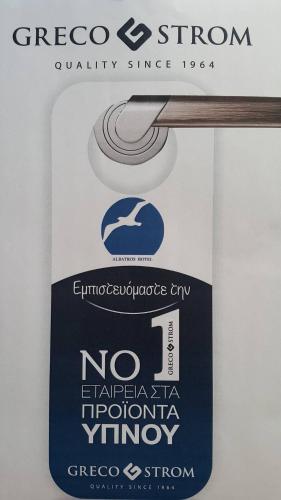 GRECO STROM
QUALITY SINCE 1964
ALBATROS HOTEL
Εμπιστευόμαστε την
NO 1
GRECO STROM
ΕΤΑΙΡΕΙΑ ΣΤΑ
ΠΡΟΪΟΝΤΑ
ΥΠΝΟΥ
GRECO STROM
QUALITY SINCE 1964